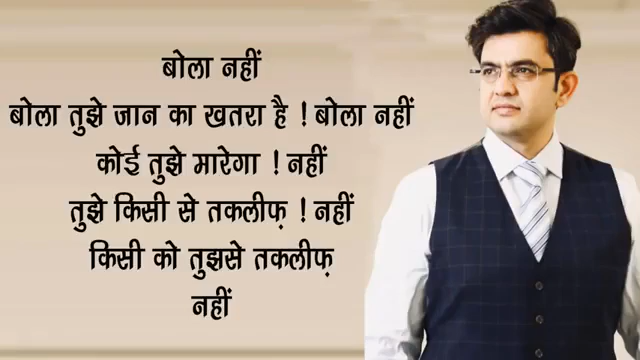 बोला नहीं
बोला तुझे जान का खतरा है ! बोला नहीं
कोई तुझे मारेगा ! नहीं
तुझे किसी से तकलीफ़ ! नहीं
किसी को तुझसे तकलीफ़
नहीं